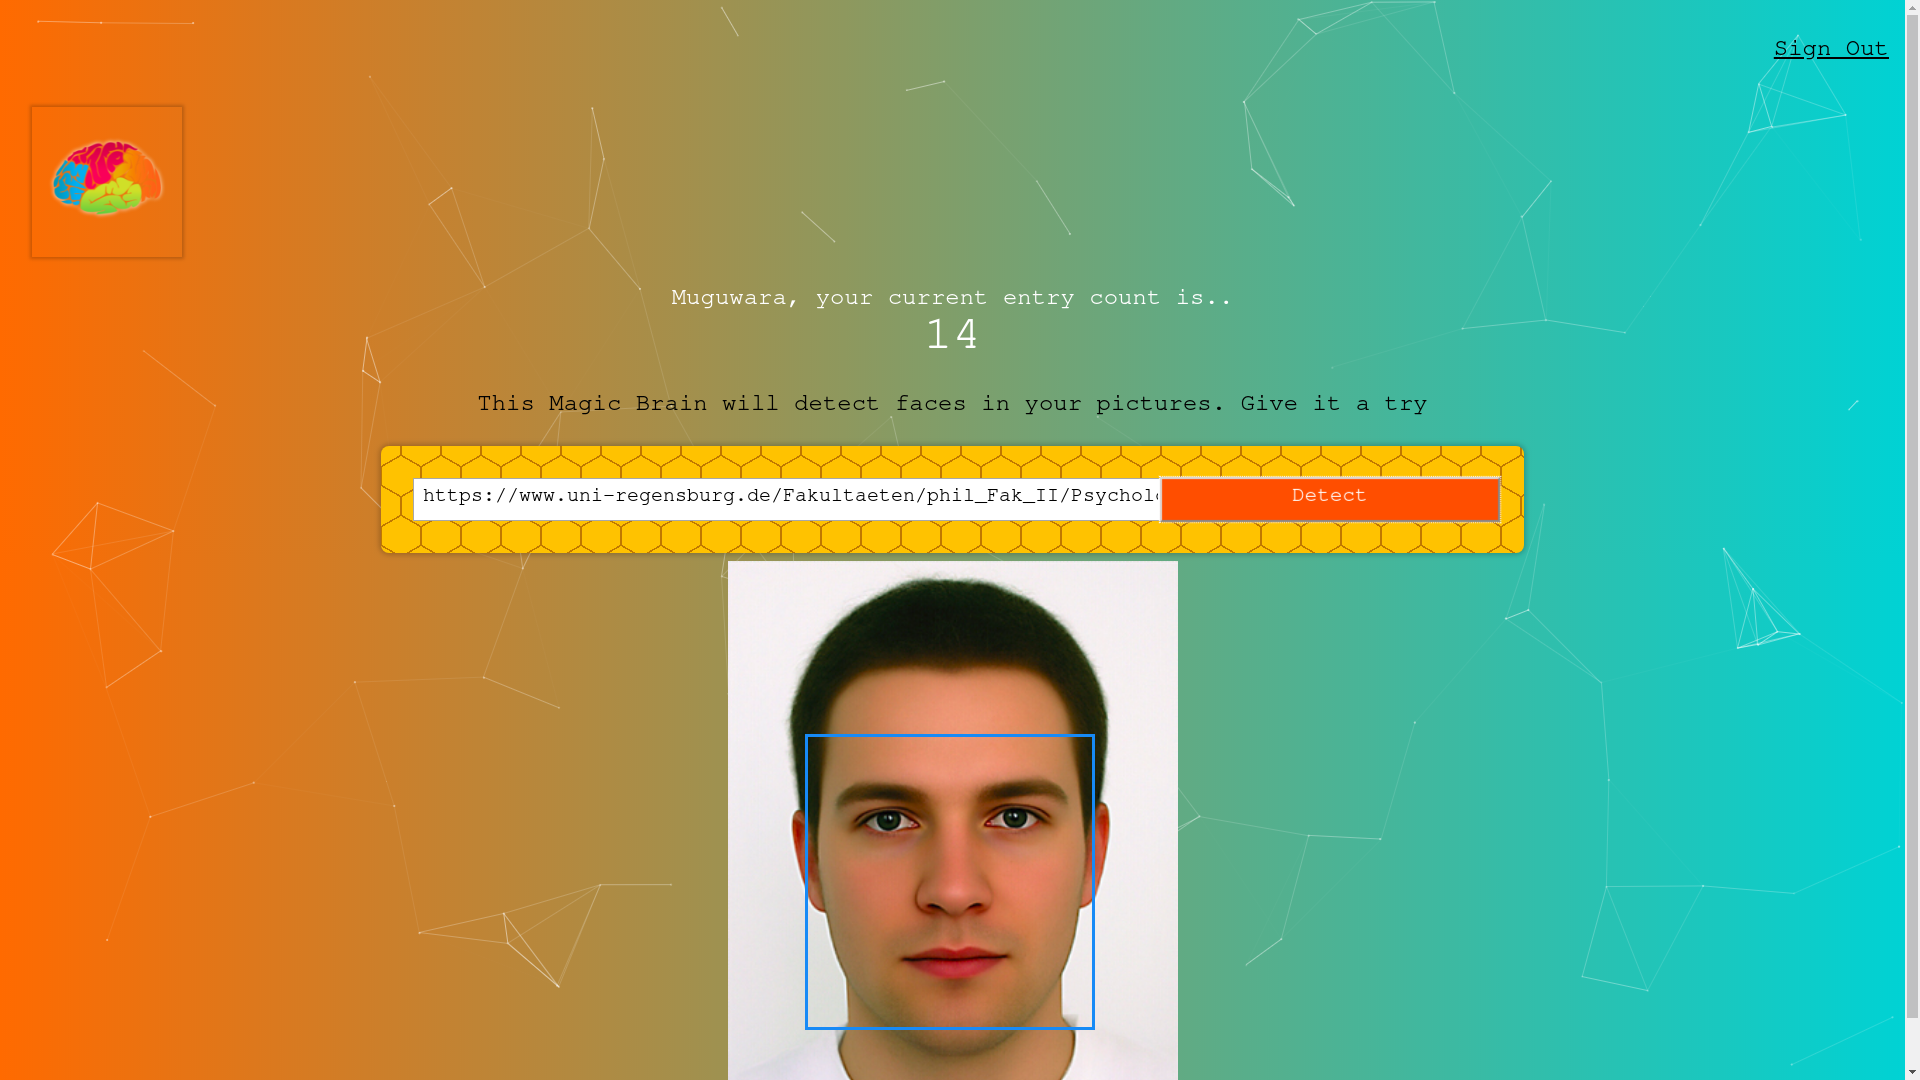 Sign Out
Muguwara, your current entry count is..
14
This Magic Brain will detect faces in your pictures. Give it a try
https://www.uni-regensburg.de/Fakultaeten/phil_Fak_II/Psychol
Detect